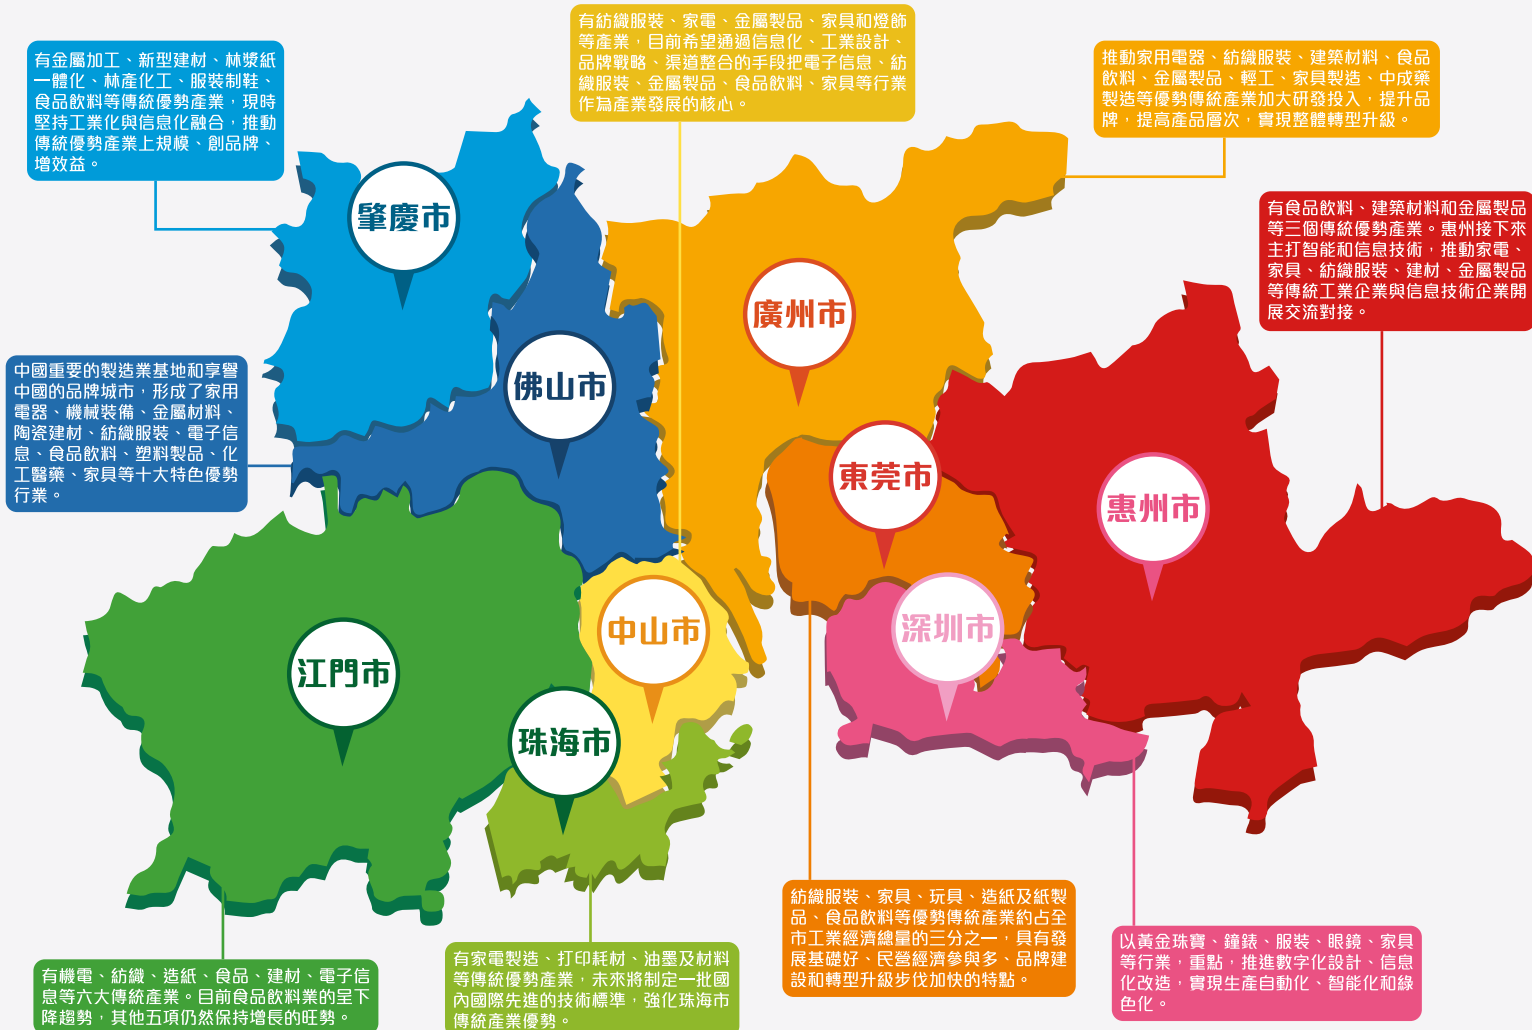 有紡織服裝、家電、金屬製品、家具和燈飾
等產業，目前希望通過信息化、工業設計、
品牌戰略、渠道整合的手段把電子信息、紡
織服裝、金屬製品、食品飲料、家具等行業
作為產業發展的核心。
有金屬加工、新型建材、林漿紙
一體化、林產化工、服裝制鞋、
食品飲料等傳統優勢產業，現時
堅持工業化與信息化融合，推動
傳統優勢產業上規模、創品牌、
增效益。
推動家用電器、紡織服裝、建築材料、食品
飲料、金屬製品、輕工、家具製造、中成藥
製造等優勢傳統產業加大研發投入，提升品
牌，提高產品層次，實現整體轉型升級。
有食品飲料、建築材料和金屬製品
等三個傳統優勢產業。惠州接下來
主打智能和信息技術，推動家電、
家具、紡織服裝、建材、金屬製品
等傳統工業企業與信息技術企業開
展交流對接。
肇慶市
廣州市
佛山市
中國重要的製造業基地和享譽
中國的品牌城市，形成了家用
電器、機械裝備、金屬材料、
陶瓷建材、紡織服裝、電子信
息、食品飲料、塑料製品、化
工醫藥、家具等十大特色優勢
行業。
東莞市
惠州市
深圳市
中山市
江門市
珠海市
紡織服裝、家具、玩具、造紙及紙製
品、食品飲料等優勢傳統產業約占全
市工業經濟總量的三分之一，具有發
展基礎好、民營經濟參與多、品牌建
設和轉型升級步伐加快的特點。
以黃金珠寶、鐘錶、服裝、眼鏡、家具
等行業，重點，推進數字化設計、信息
化改造，實現生產自動化、智能化和綠
色化。
有家電製造、打印耗材、油墨及材料
等傳統優勢產業，未來將制定一批國
內國際先進的技術標準，強化珠海市
傳統產業優勢。
有機電、紡織、造紙、食品、建材、電子信
息等六大傳統產業。目前食品飲料業的呈下
降趨勢，其他五項仍然保持增長的旺勢。